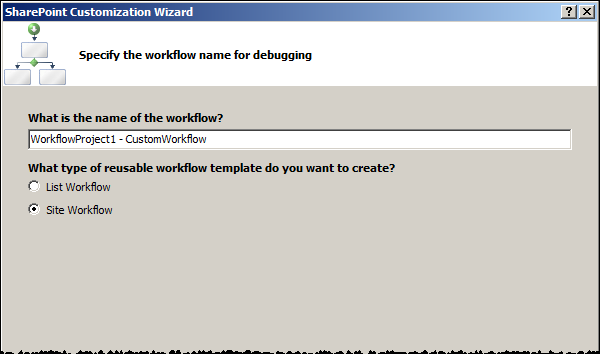 SharePoint Customization Wizard
Specify the workflow name for debugging
What is the name of the workflow?
WorkflowProject1 - CustomWorkflow
What type of reusable workflow template do you want to create?
List Workflow
Site Workflow